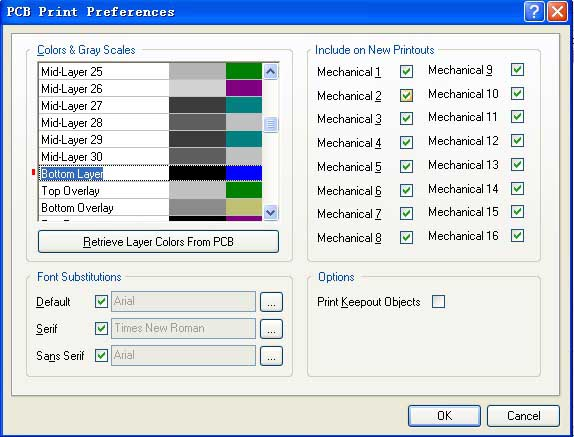 PCB Print Preferences
Colors & Gray Scales
Mid-Layer 25
Mid-Layer 26
Mid-Layer 27
Mid-Layer 28
Mid-Layer 29
Mid-Layer 30
Bottom Layer
Top Overlay
Bottom Overlay
Retrieve Layer Colors From PCB
Include on New Printouts
Mechanical 1
Mechanical 2
Mechanical 3
Mechanical 4
Mechanical 5
Mechanical 6
Mechanical 7
Mechanical 8
Mechanical 9
Mechanical 10
Mechanical 11
Mechanical 12
Mechanical 13
Mechanical 14
Mechanical 15
Mechanical 16
Font Substitutions
Default Arial ...
Serif Times New Roman ...
Sans Serif Arial ...
Options
Print Keepout Objects
OK Cancel